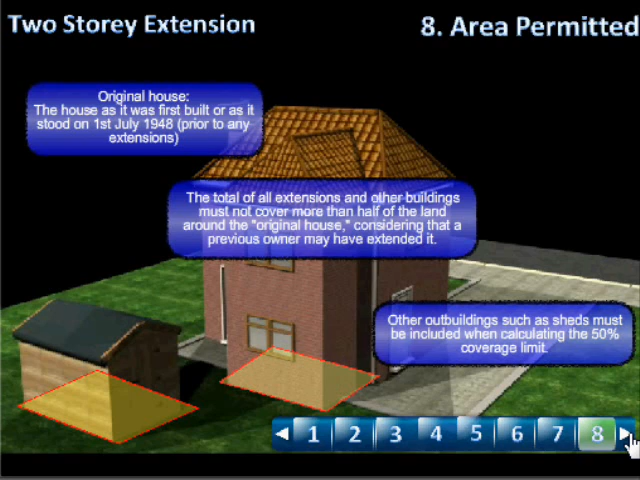 Two Storey Extension
8. Area Permitted
Original house:
The house as it was first built or as it
stood on 1st July 1948 (prior to any
extensions)
The total of all extensions and other buildings
must not cover more than half of the land
around the "original house," considering that a
previous owner may have extended it.
Other outbuildings such as sheds must
be included when calculating the 50%
coverage limit.
1 2 3 4 5 6 7 8